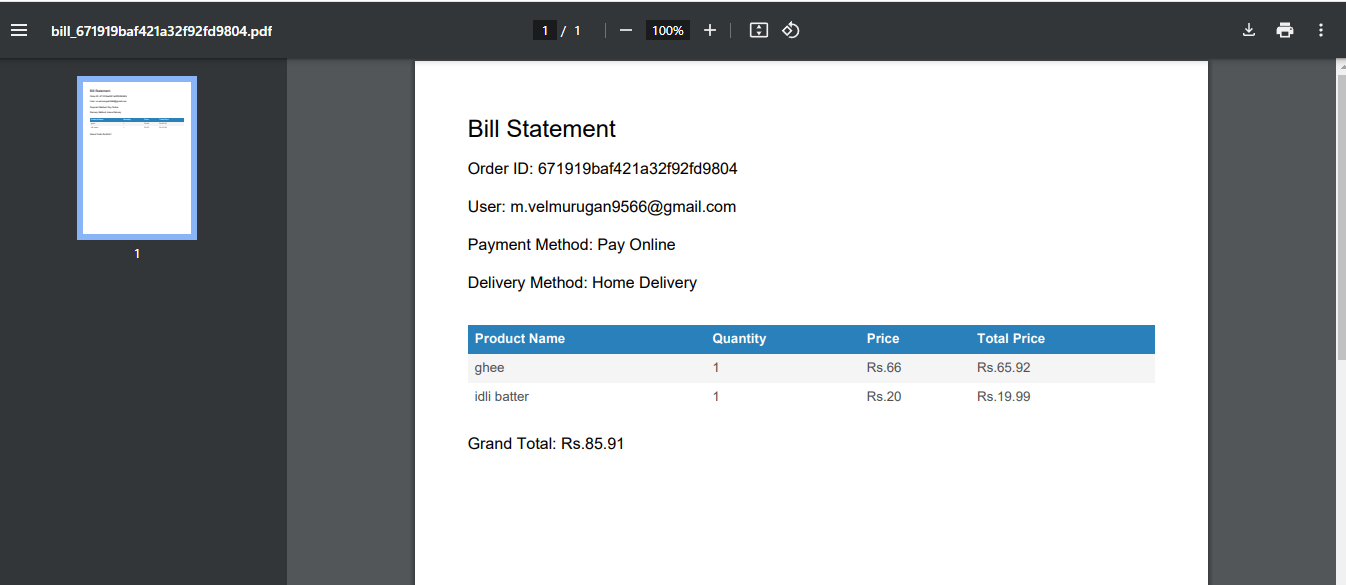 bill_671919baf421a32f92fd9804.pdf
1 / 1
100%
1
Bill Statement
Order ID: 671919baf421a32f92fd9804
User: m.velmurugan9566@gmail.com
Payment Method: Pay Online
Delivery Method: Home Delivery
Product Name Quantity Price Total Price
ghee 1 Rs.66 Rs.65.92
idli batter 1 Rs.20 Rs.19.99
Grand Total: Rs.85.91